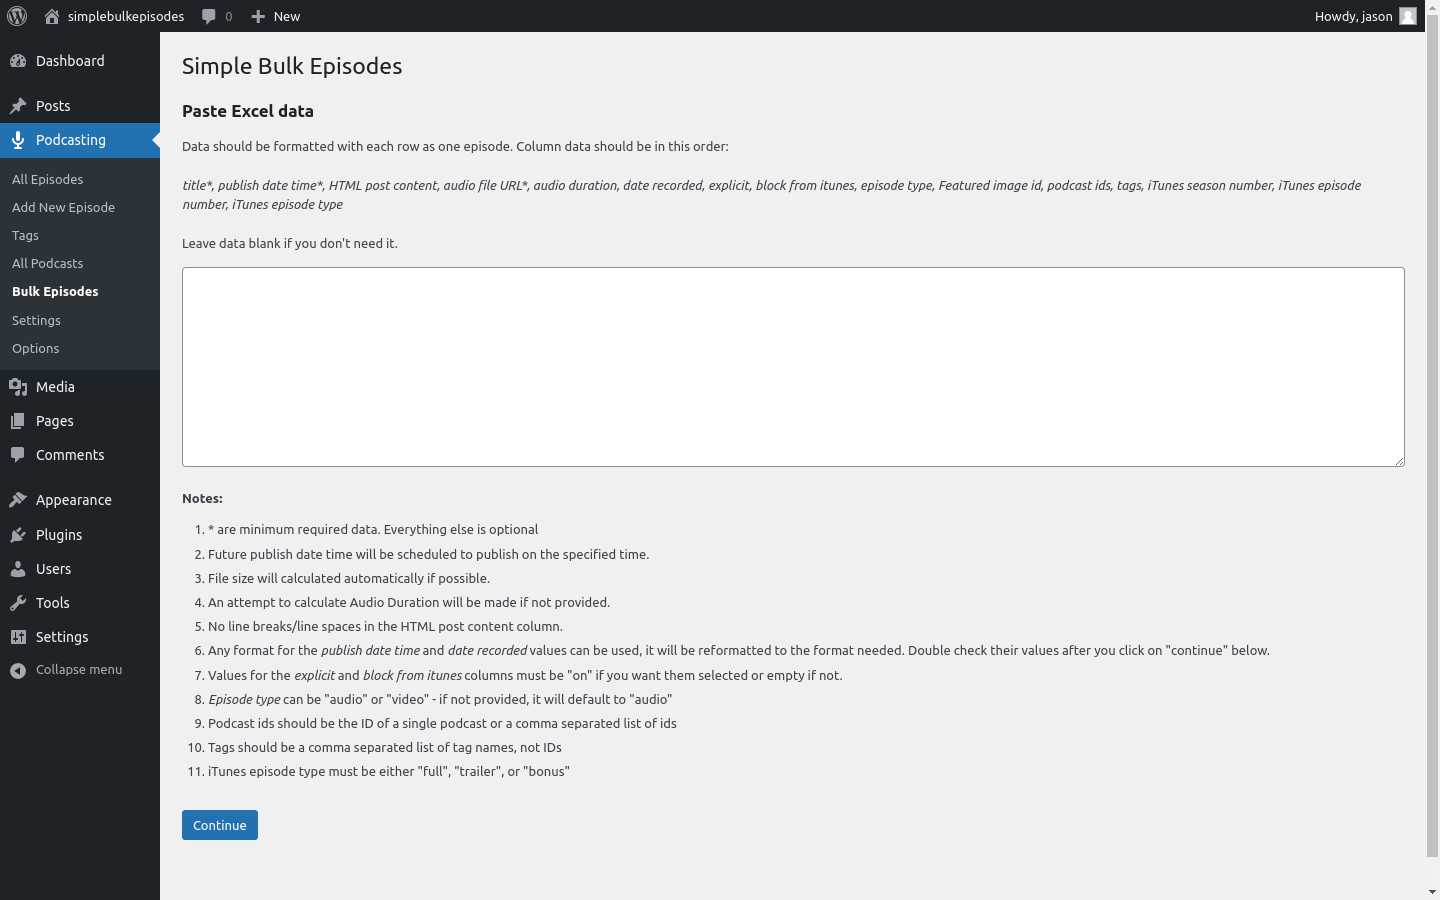 simplebulkepisodes
0
New
Howdy, jason
Dashboard
Posts
Podcasting
All Episodes
Add New Episode
Tags
All Podcasts
Bulk Episodes
Settings
Options
Media
Pages
Comments
Appearance
Plugins
Users
Tools
Settings
Collapse menu
Simple Bulk Episodes
Paste Excel data
Data should be formatted with each row as one episode. Column data should be in this order:
title*, publish date time*, HTML post content, audio file URL*, audio duration, date recorded, explicit, block from itunes, episode type, Featured image id, podcast ids, tags, iTunes season number, iTunes episode
number, iTunes episode type
Leave data blank if you don't need it.
Notes:
1. * are minimum required data. Everything else is optional
2. Future publish date time will be scheduled to publish on the specified time.
3. File size will calculated automatically if possible.
4. An attempt to calculate Audio Duration will be made if not provided.
5. No line breaks/line spaces in the HTML post content column.
6. Any format for the publish date time and date recorded values can be used, it will be reformatted to the format needed. Double check their values after you click on "continue" below.
7. Values for the explicit and block from itunes columns must be "on" if you want them selected or empty if not.
8. Episode type can be "audio" or "video" - if not provided, it will default to "audio"
9. Podcast ids should be the ID of a single podcast or a comma separated list of ids
10. Tags should be a comma separated list of tag names, not IDs
11. iTunes episode type must be either "full", "trailer", or "bonus"
Continue